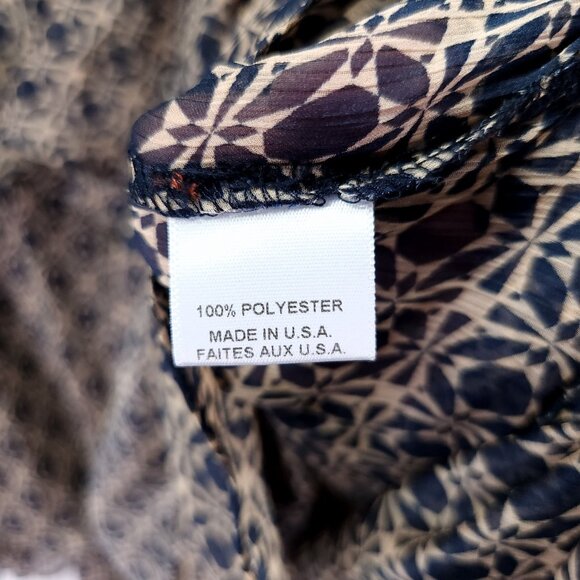 100% POLYESTER
MADE IN U.S.A.
FAITES AUX U.S.A.